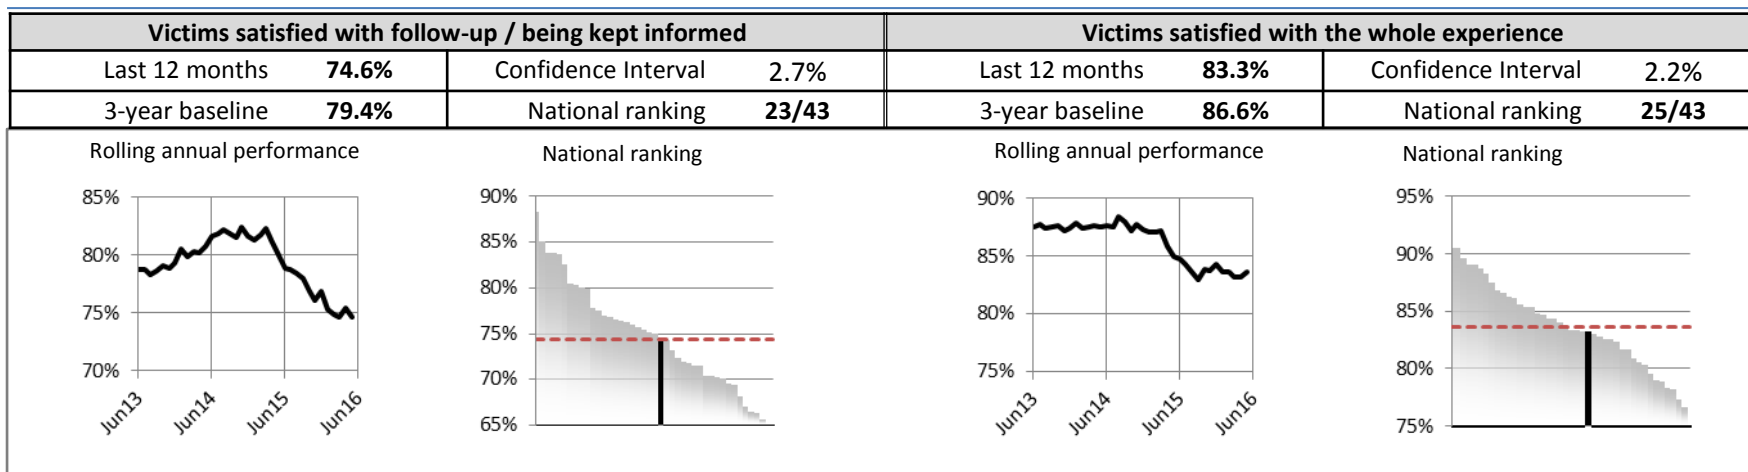 Victims satisfied with follow-up / being kept informed
Last 12 months 74.6% Confidence Interval 2.7%
3-year baseline 79.4% National ranking 23/43
Rolling annual performance
85%
80%
75%
70%
Jun13
Jun14
Jun15
Jun16
National ranking
90%
85%
80%
75%
70%
65%
Victims satisfied with the whole experience
Last 12 months 83.3% Confidence Interval 2.2%
3-year baseline 86.6% National ranking 25/43
Rolling annual performance
90%
85%
80%
75%
Jun13
Jun14
Jun15
Jun16
National ranking
95%
90%
85%
80%
75%